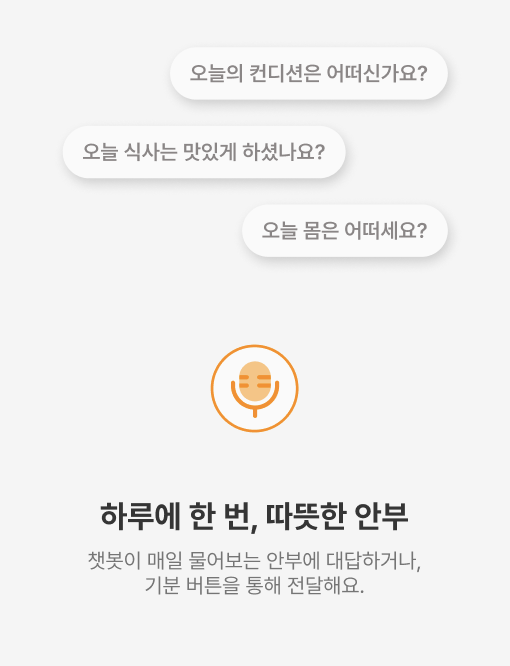 오늘의 컨디션은 어떠신가요?
오늘 식사는 맛있게 하셨나요?
오늘 몸은 어떠세요?
하루에 한 번, 따뜻한 안부
챗봇이 매일 물어보는 안부에 대답하거나,
기분 버튼을 통해 전달해요.